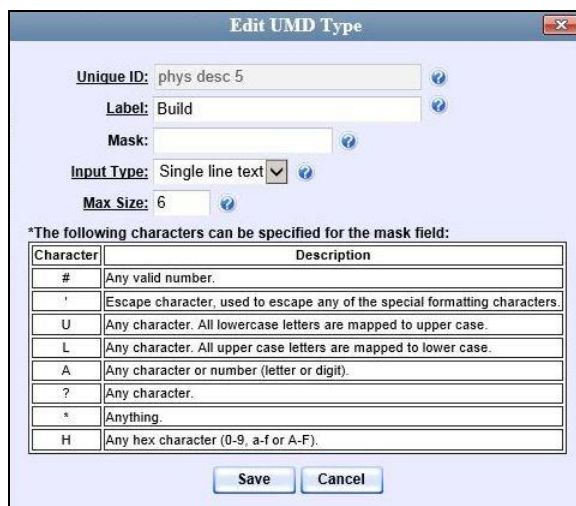 Edit UMD Type
Unique ID: phys desc 5
Label: Build
Mask:
Input Type: Single line text
Max Size: 6
*The following characters can be specified for the mask field:
Character Description
# Any valid number.
' Escape character, used to escape any of the special formatting characters.
U Any character. All lowercase letters are mapped to upper case.
L Any character. All upper case letters are mapped to lower case.
A Any character or number (letter or digit).
? Any character.
* Anything.
H Any hex character (0-9, a-f or A-F).
Save Cancel